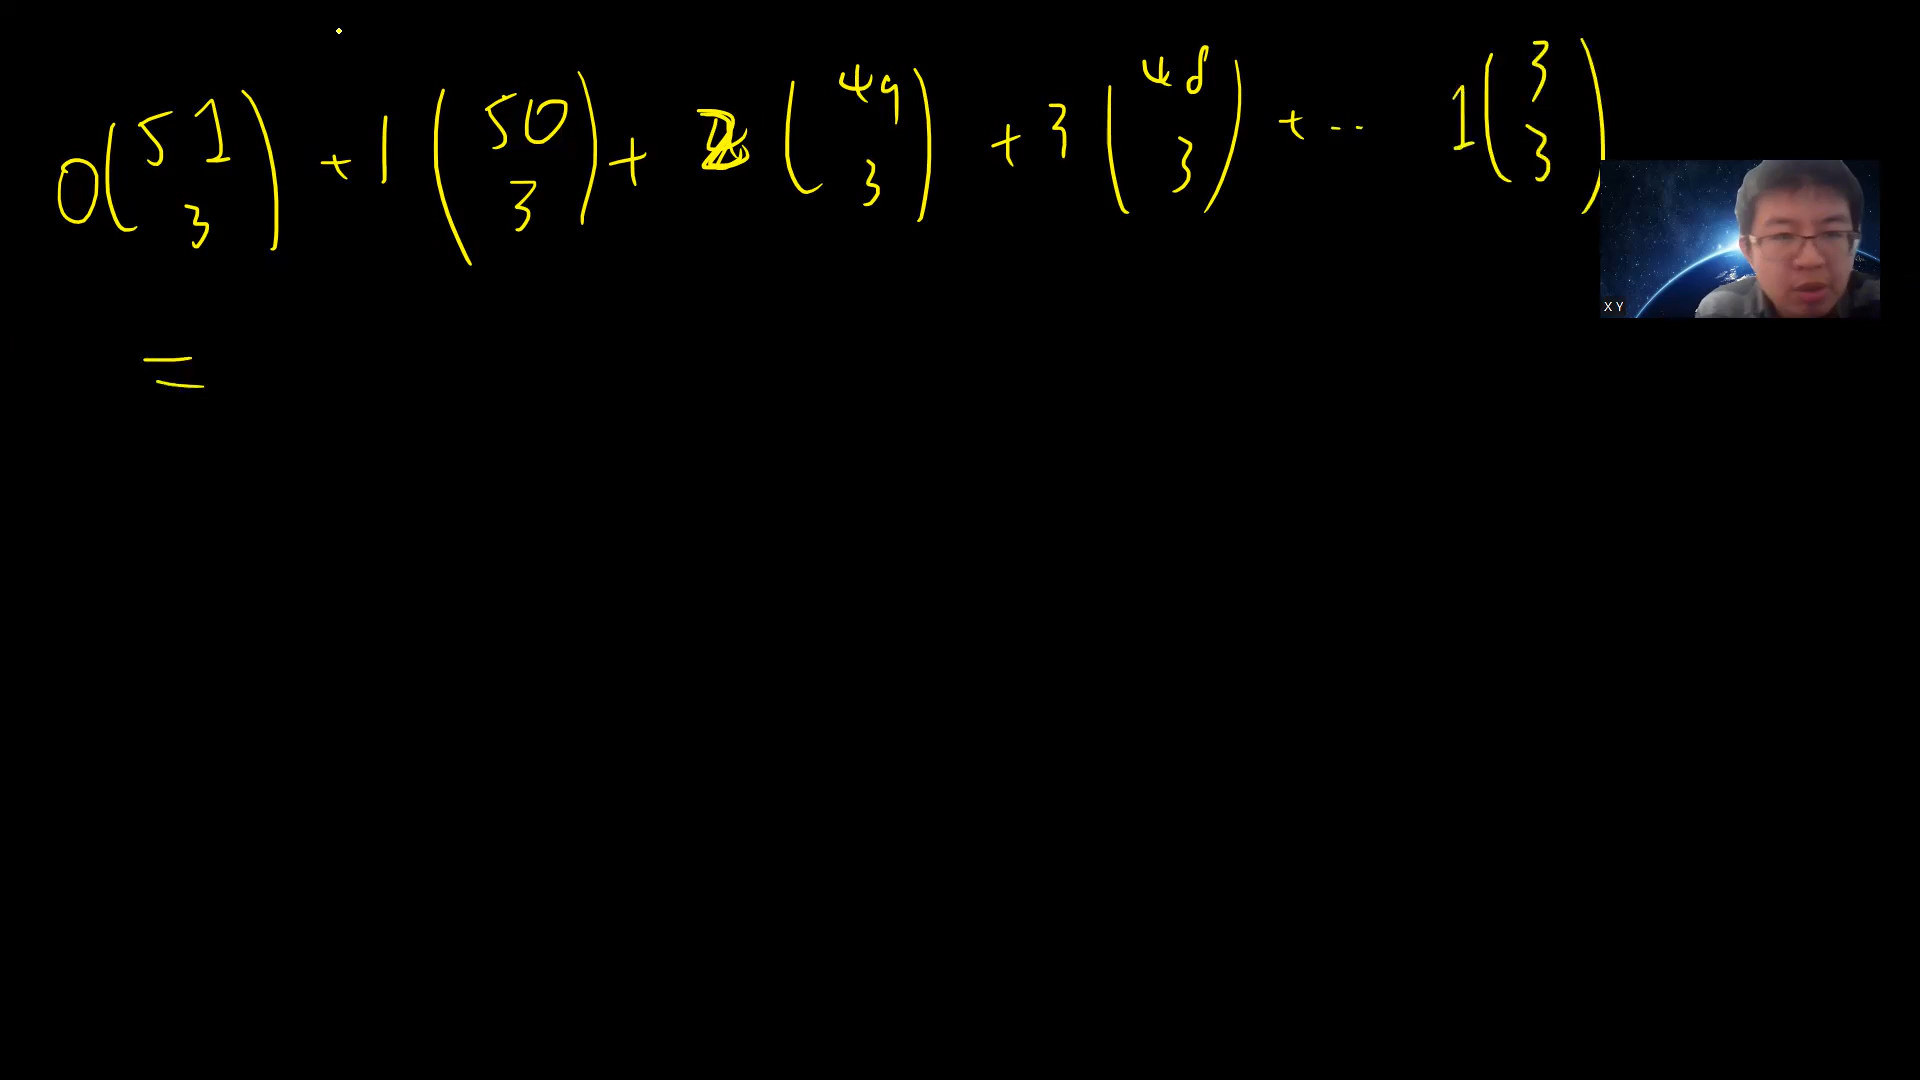 0(51 3) + 1(50 3) + 2(49 3) + 3(48 3) + .. 1(3 3)
=
X Y